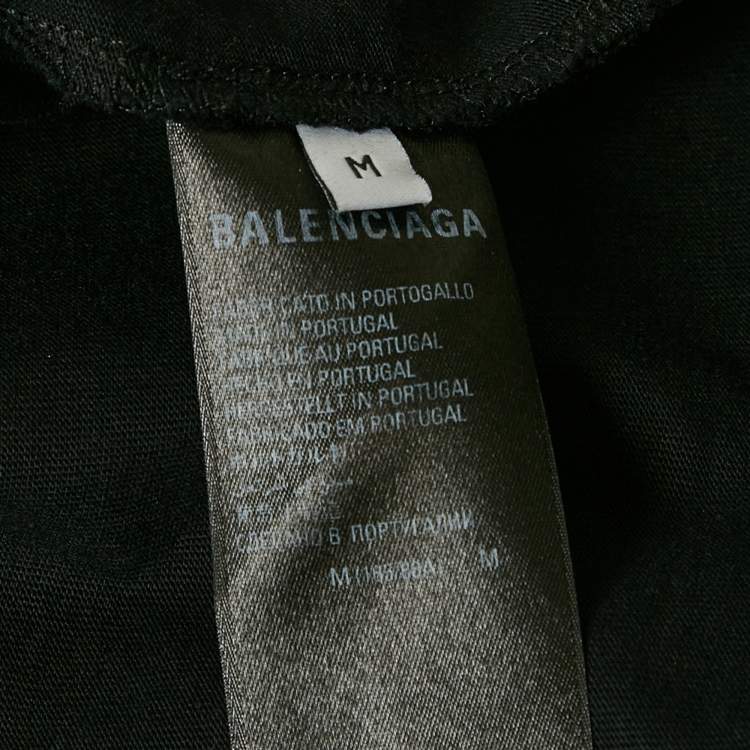 M
BALENCIAGA
FABBRICATO IN PORTOGALLO
MADE IN PORTUGAL
FABRIQUÉ AU PORTUGAL
HECHO EN PORTUGAL
HERGESTELLT IN PORTUGAL
FABRICADO EM PORTUGAL
СДЕЛАНО В ПОРТУГАЛИИ
M M